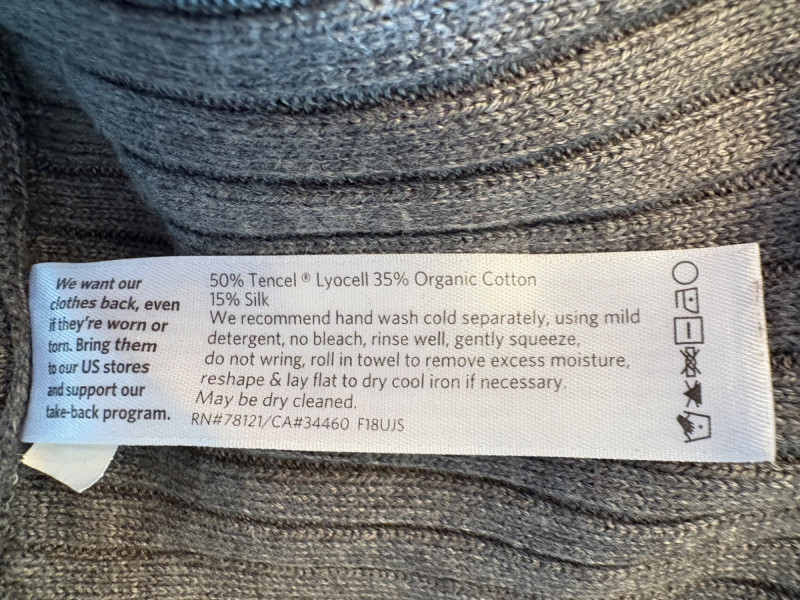 We want our
clothes back, even
if they're worn or
torn. Bring them
to our US stores
and support our
take-back program.
50% Tencel ® Lyocell 35% Organic Cotton
15% Silk
We recommend hand wash cold separately, using mild
detergent, no bleach, rinse well, gently squeeze,
do not wring, roll in towel to remove excess moisture,
reshape & lay flat to dry cool iron if necessary.
May be dry cleaned.
RN#78121/CA#34460 F18UJS